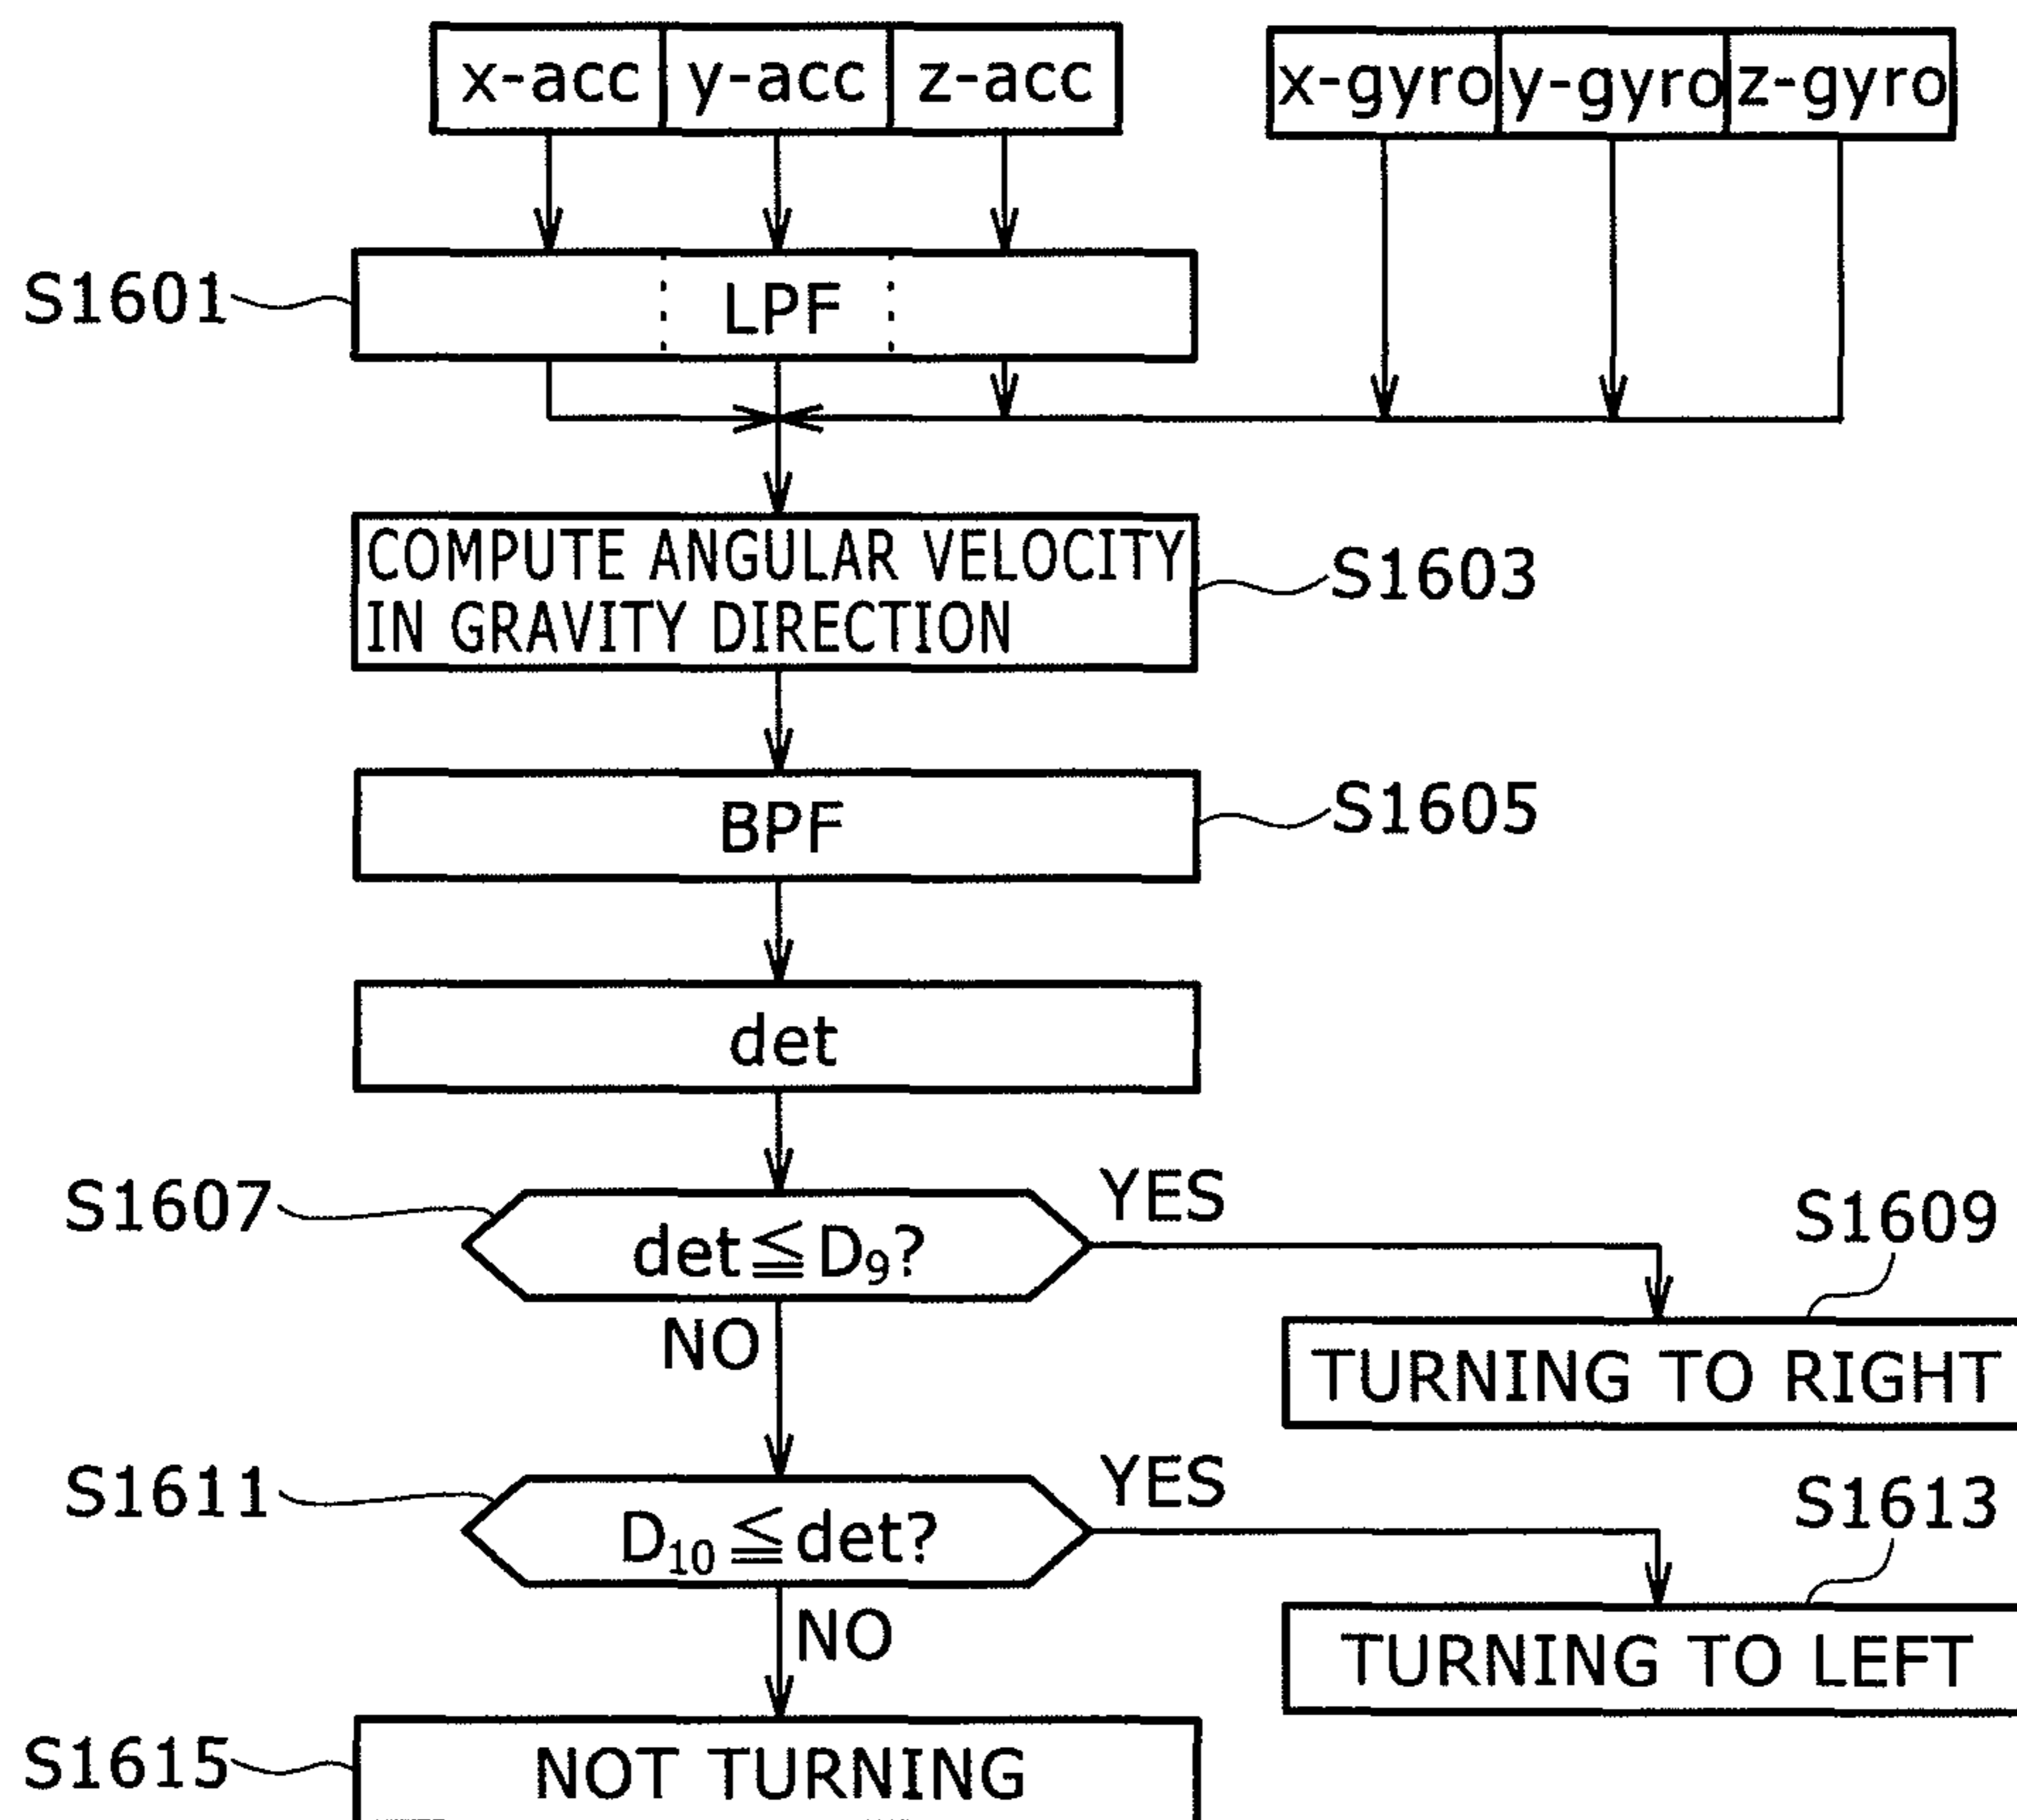 x-acc y-acc z-acc
x-gyro y-gyro z-gyro
S1601
LPF
COMPUTE ANGULAR VELOCITY
IN GRAVITY DIRECTION
S1603
BPF
S1605
det
S1607
det≦D₉?
YES
S1609
TURNING TO RIGHT
NO
S1611
D₁₀≦det?
YES
S1613
TURNING TO LEFT
NO
S1615
NOT TURNING